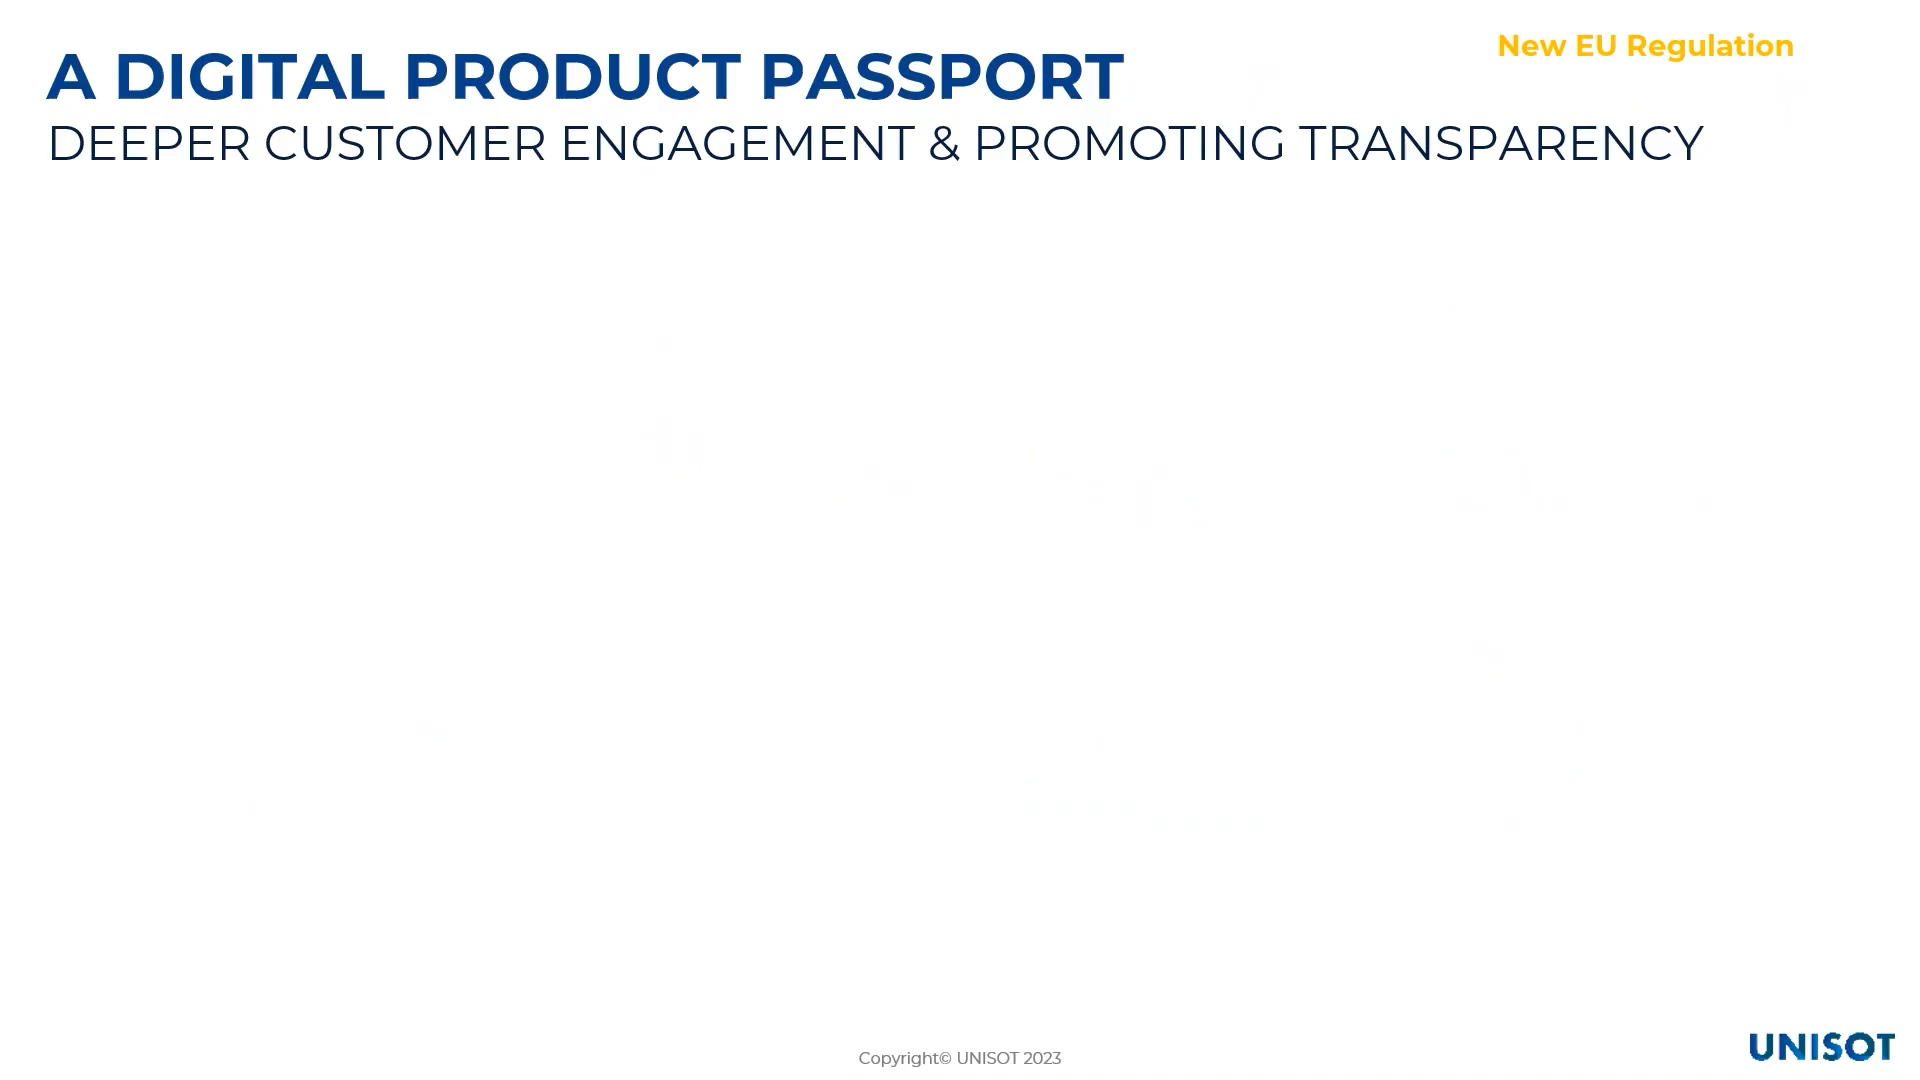 New EU Regulation
A DIGITAL PRODUCT PASSPORT
DEEPER CUSTOMER ENGAGEMENT & PROMOTING TRANSPARENCY
Copyright© UNISOT 2023
UNISOT